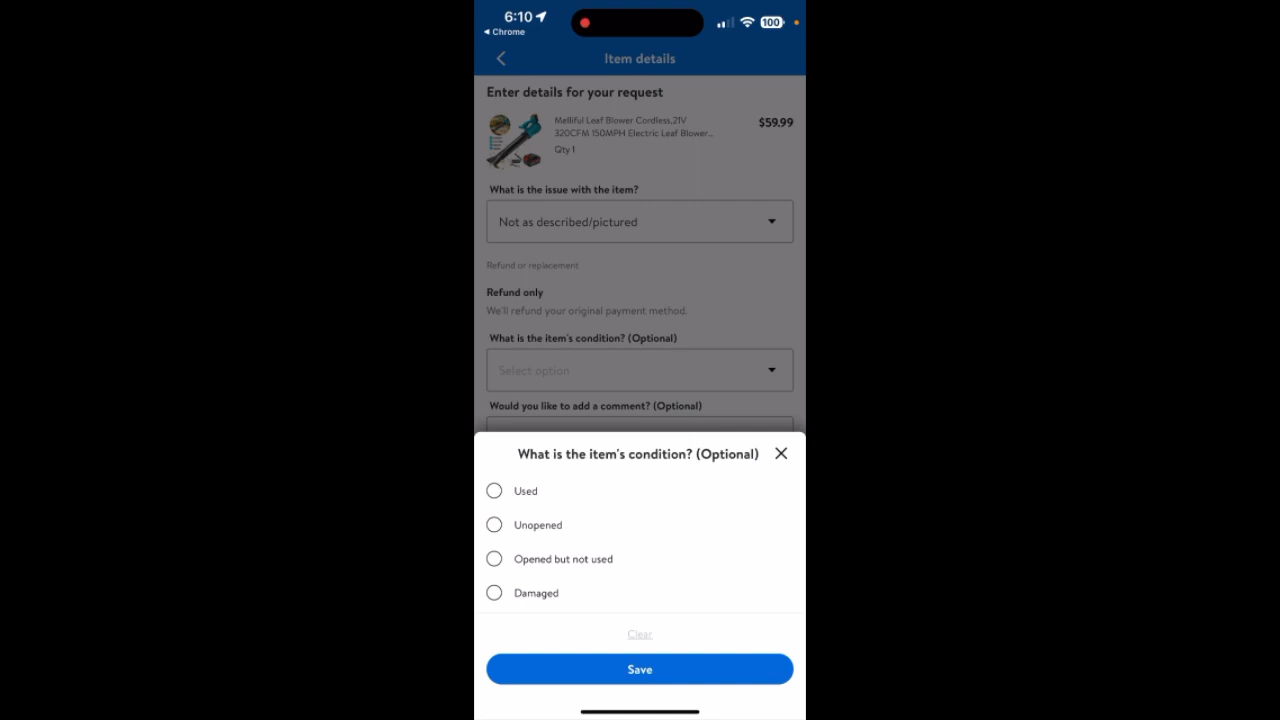 6:10
100
Chrome
Item details
Enter details for your request
Melliful Leaf Blower Cordless,21V
$59.99
320CFM 150MPH Electric Leaf Blower...
Qty 1
What is the issue with the item?
Not as described/pictured
Refund or replacement
Refund only
We'll refund your original payment method.
What is the item's condition? (Optional)
Select option
Would you like to add a comment? (Optional)
What is the item's condition? (Optional)
Used
Unopened
Opened but not used
Damaged
Clear
Save